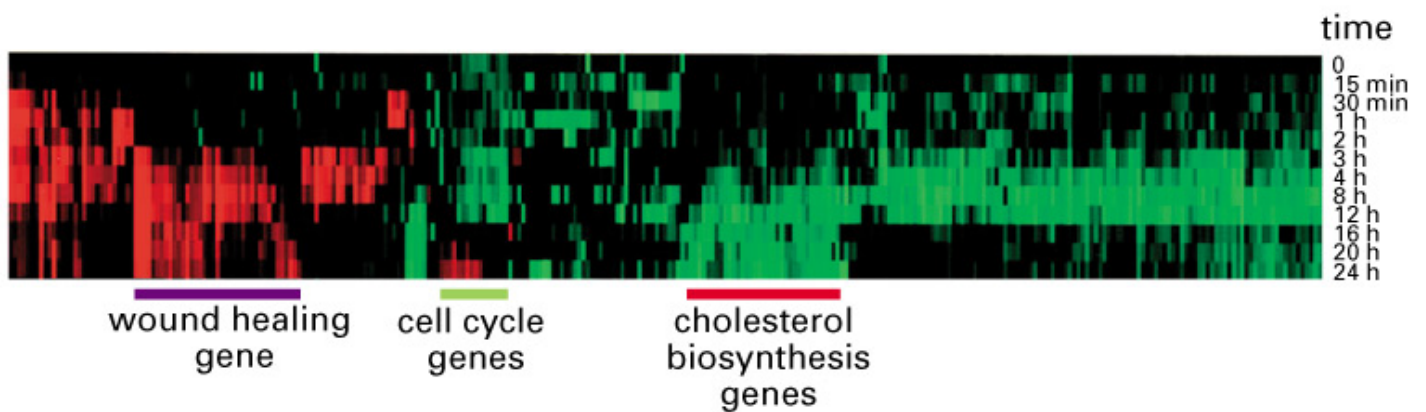 time
0
15 min
30 min
1 h
2 h
3 h
4 h
8 h
12 h
16 h
20 h
24 h
wound healing
gene
cell cycle
genes
cholesterol
biosynthesis
genes